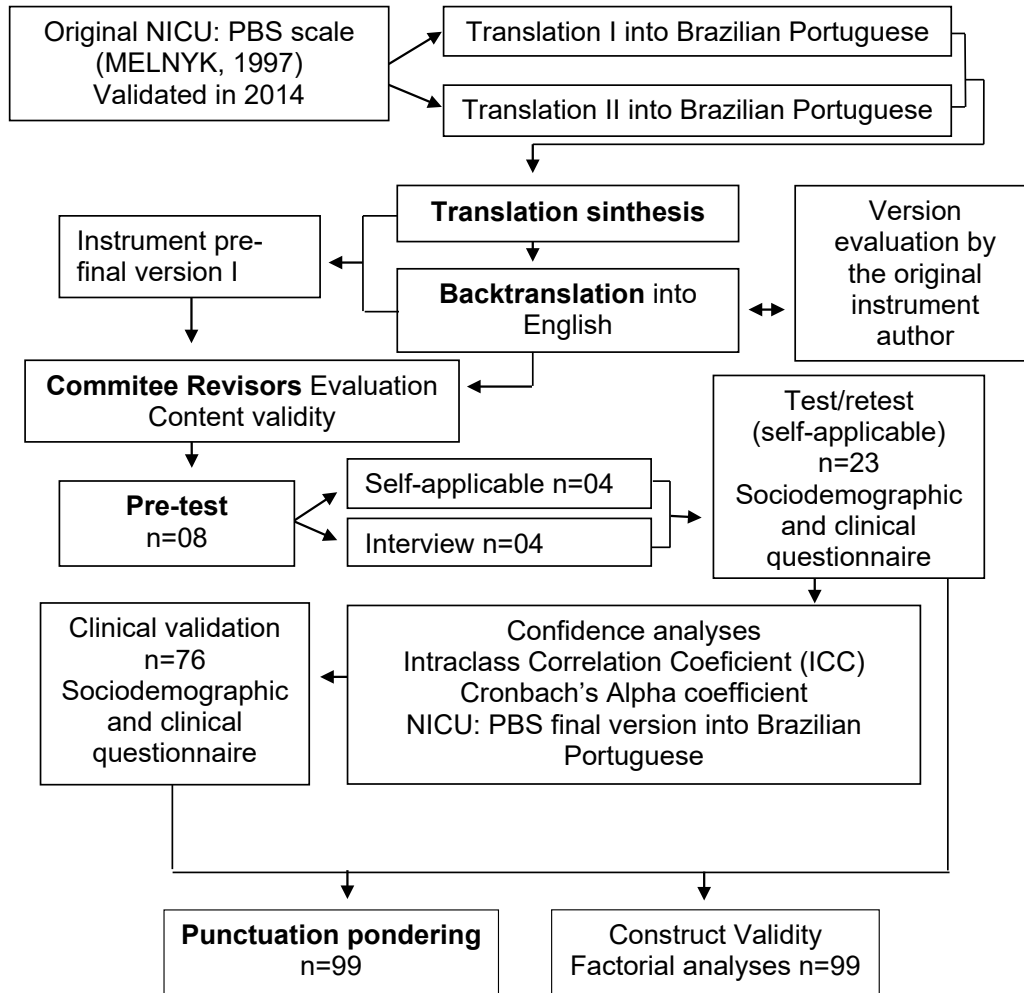 Original NICU: PBS scale
(MELNYK, 1997)
Validated in 2014
Translation I into Brazilian Portuguese
Translation II into Brazilian Portuguese
Translation sinthesis
Instrument pre-
final version I
Backtranslation into
English
Version
evaluation by
the original
instrument
author
Commitee Revisors Evaluation
Content validity
Test/retest
(self-applicable)
n=23
Sociodemographic
and clinical
questionnaire
Pre-test
n=08
Self-applicable n=04
Interview n=04
Clinical validation
n=76
Sociodemographic
and clinical
questionnaire
Confidence analyses
Intraclass Correlation Coeficient (ICC)
Cronbach’s Alpha coefficient
NICU: PBS final version into Brazilian
Portuguese
Punctuation pondering
n=99
Construct Validity
Factorial analyses n=99